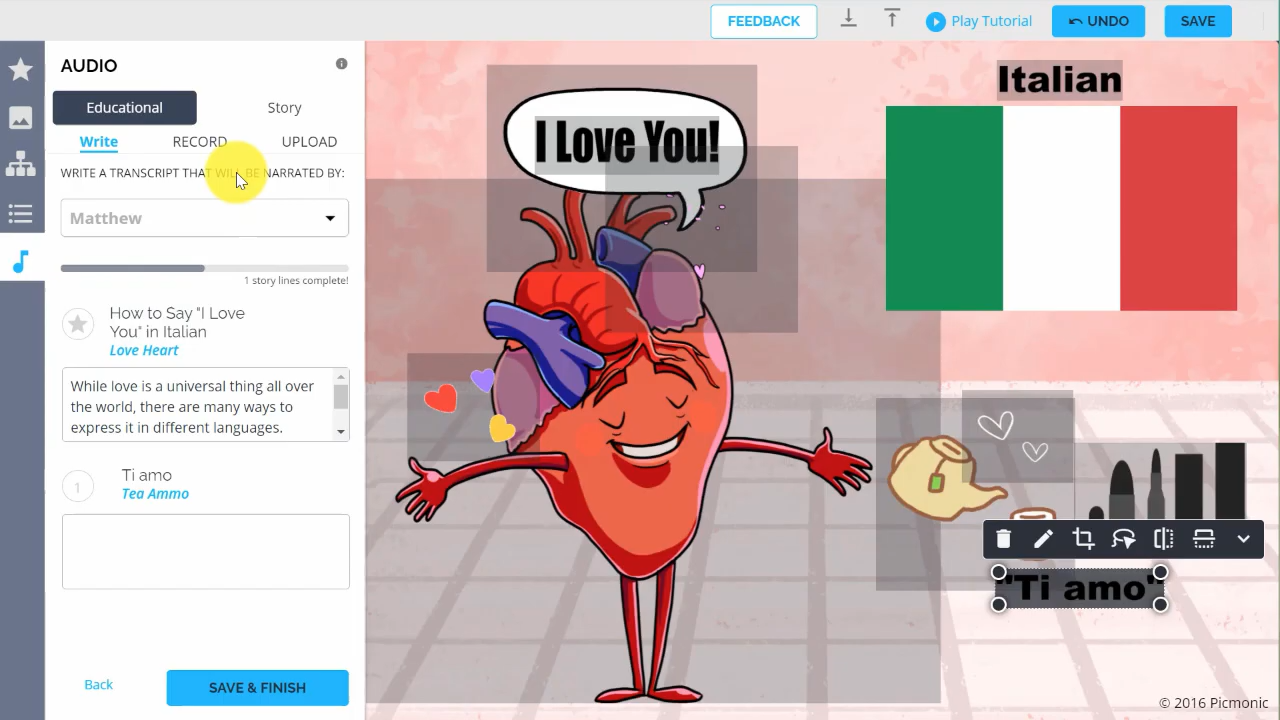 FEEDBACK
Play Tutorial
UNDO
SAVE
AUDIO
Educational
Story
Write
RECORD
UPLOAD
WRITE A TRANSCRIPT THAT WILL BE NARRATED BY:
Matthew
1 story lines complete!
How to Say "I Love
You" in Italian
Love Heart
While love is a universal thing all over
the world, there are many ways to
express it in different languages.
1
Ti amo
Tea Ammo
Back
SAVE & FINISH
I Love You!
Italian
"Ti amo"
© 2016 Picmonic